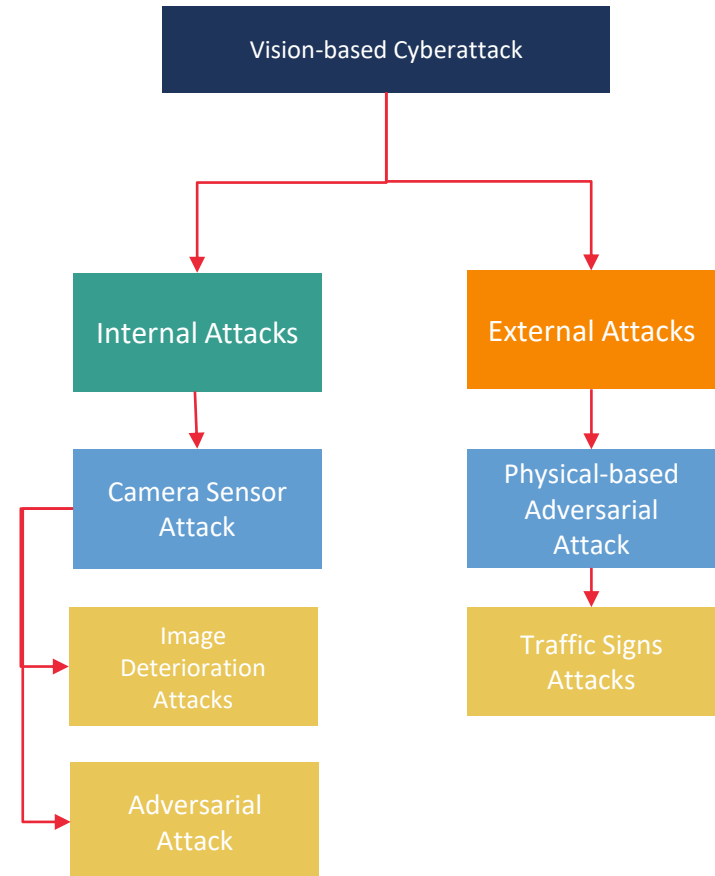 Vision-based Cyberattack
Internal Attacks
External Attacks
Camera Sensor
Attack
Physical-based
Adversarial
Attack
Image
Deterioration
Attacks
Traffic Signs
Attacks
Adversarial
Attack